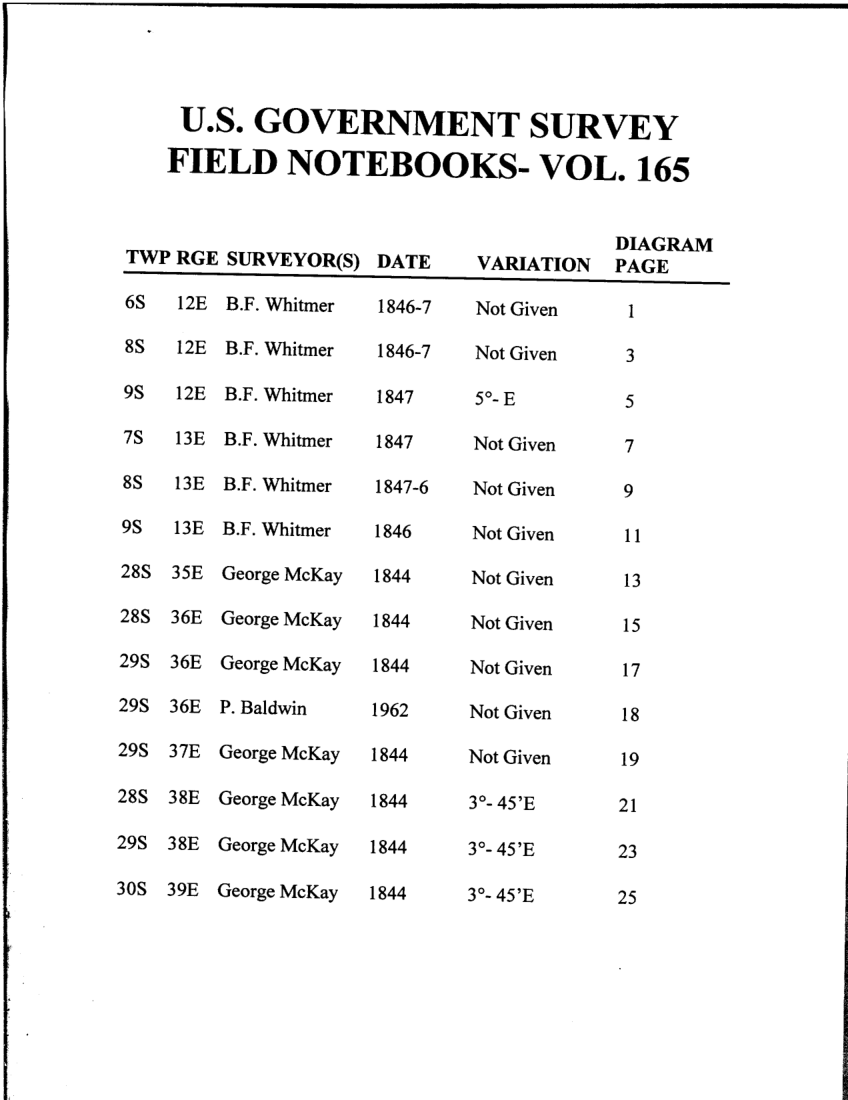 U.S. GOVERNMENT SURVEY
FIELD NOTEBOOKS- VOL. 165
TWP RGE SURVEYOR(S) DATE VARIATION DIAGRAM PAGE
6S 12E B.F. Whitmer 1846-7 Not Given 1
8S 12E B.F. Whitmer 1846-7 Not Given 3
9S 12E B.F. Whitmer 1847 5°- E 5
7S 13E B.F. Whitmer 1847 Not Given 7
8S 13E B.F. Whitmer 1847-6 Not Given 9
9S 13E B.F. Whitmer 1846 Not Given 11
28S 35E George McKay 1844 Not Given 13
28S 36E George McKay 1844 Not Given 15
29S 36E George McKay 1844 Not Given 17
29S 36E P. Baldwin 1962 Not Given 18
29S 37E George McKay 1844 Not Given 19
28S 38E George McKay 1844 3°- 45’E 21
29S 38E George McKay 1844 3°- 45’E 23
30S 39E George McKay 1844 3°- 45’E 25